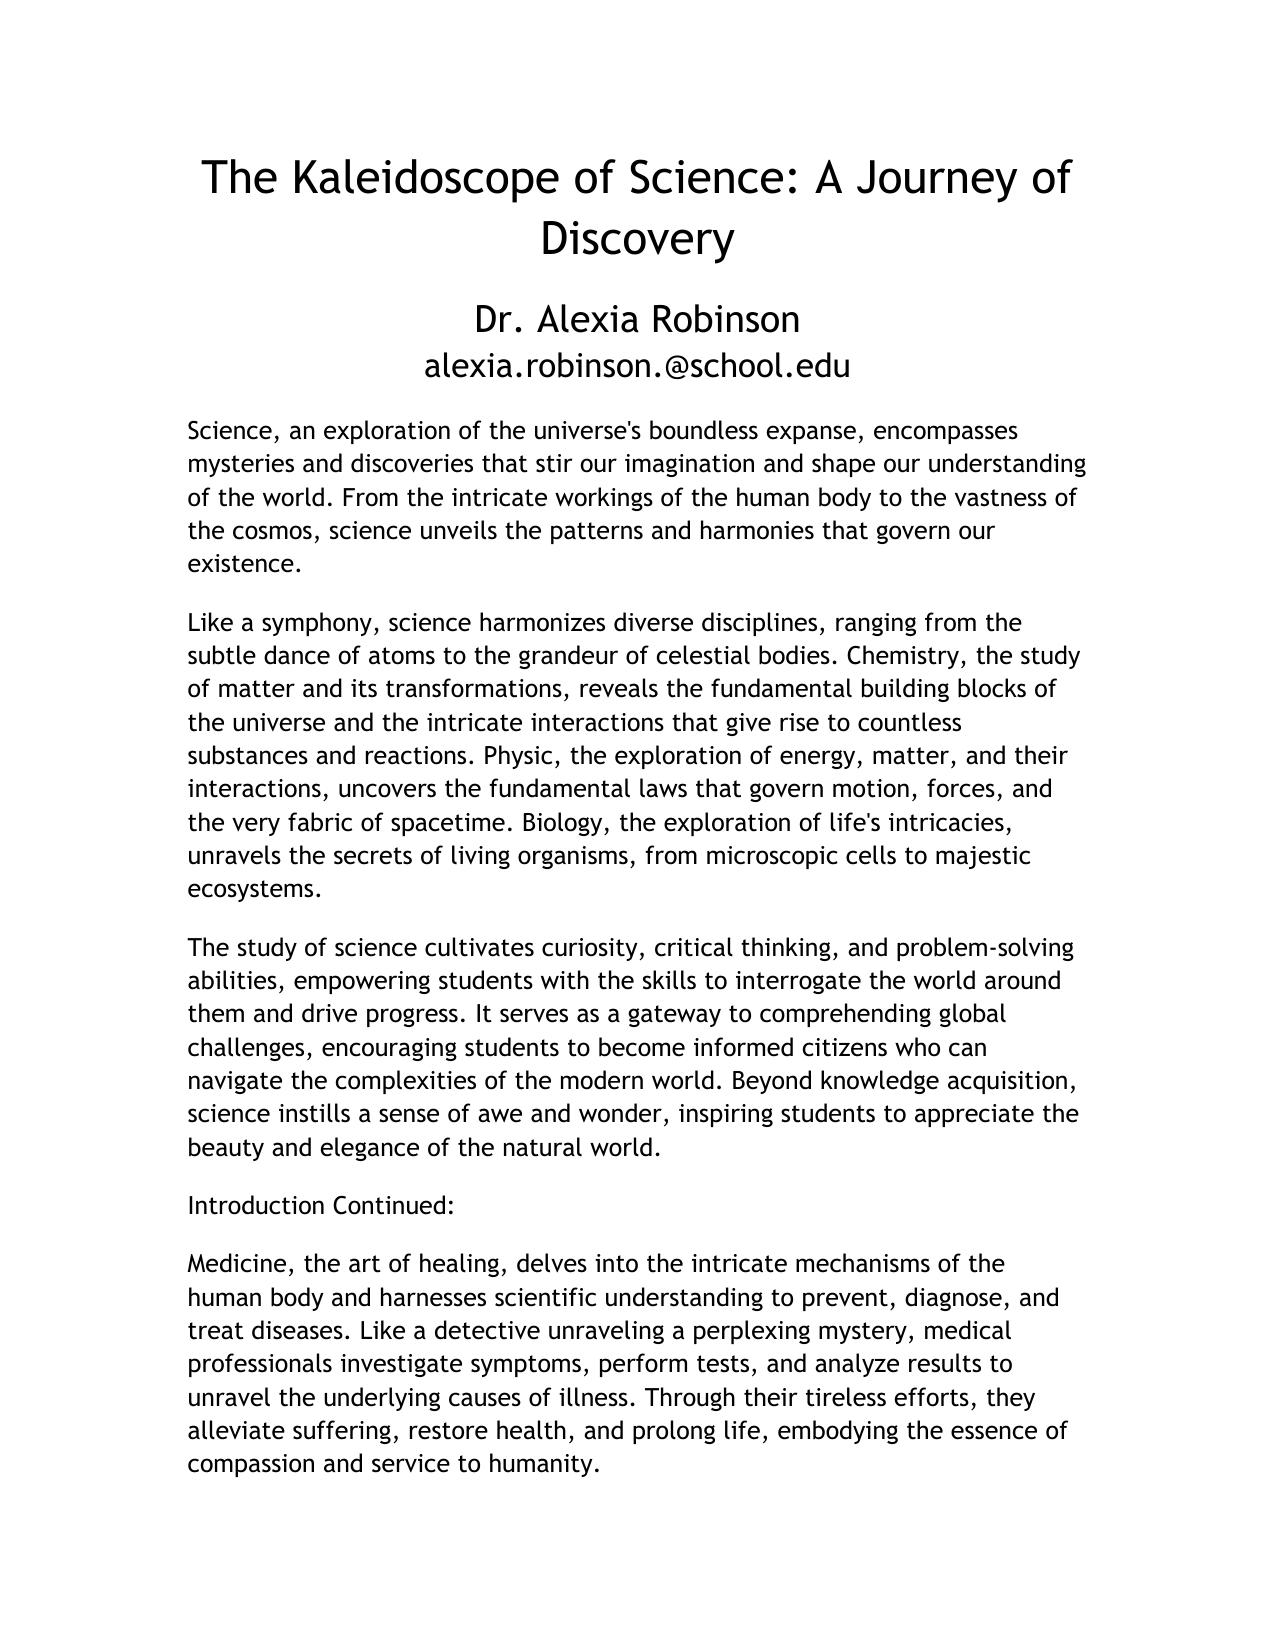 The Kaleidoscope of Science: A Journey of
Discovery
Dr. Alexia Robinson
alexia.robinson.@school.edu
Science, an exploration of the universe's boundless expanse, encompasses
mysteries and discoveries that stir our imagination and shape our understanding
of the world. From the intricate workings of the human body to the vastness of
the cosmos, science unveils the patterns and harmonies that govern our
existence.
Like a symphony, science harmonizes diverse disciplines, ranging from the
subtle dance of atoms to the grandeur of celestial bodies. Chemistry, the study
of matter and its transformations, reveals the fundamental building blocks of
the universe and the intricate interactions that give rise to countless
substances and reactions. Physic, the exploration of energy, matter, and their
interactions, uncovers the fundamental laws that govern motion, forces, and
the very fabric of spacetime. Biology, the exploration of life's intricacies,
unravels the secrets of living organisms, from microscopic cells to majestic
ecosystems.
The study of science cultivates curiosity, critical thinking, and problem-solving
abilities, empowering students with the skills to interrogate the world around
them and drive progress. It serves as a gateway to comprehending global
challenges, encouraging students to become informed citizens who can
navigate the complexities of the modern world. Beyond knowledge acquisition,
science instills a sense of awe and wonder, inspiring students to appreciate the
beauty and elegance of the natural world.
Introduction Continued:
Medicine, the art of healing, delves into the intricate mechanisms of the
human body and harnesses scientific understanding to prevent, diagnose, and
treat diseases. Like a detective unraveling a perplexing mystery, medical
professionals investigate symptoms, perform tests, and analyze results to
unravel the underlying causes of illness. Through their tireless efforts, they
alleviate suffering, restore health, and prolong life, embodying the essence of
compassion and service to humanity.